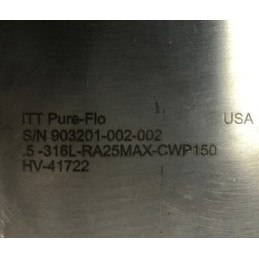 ITT Pure-Flo USA
S/N 903201-002-002
.5 -316L-RA25MAX-CWP150
HV-41722